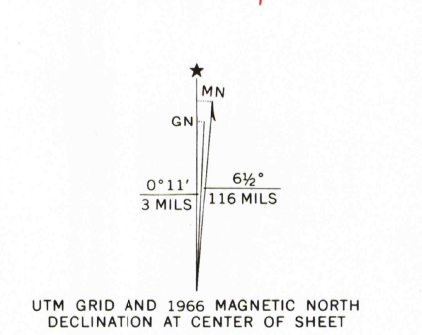 ★
MN
GN
0°11′ 6½°
3 MILS 116 MILS
UTM GRID AND 1966 MAGNETIC NORTH
DECLINATION AT CENTER OF SHEET